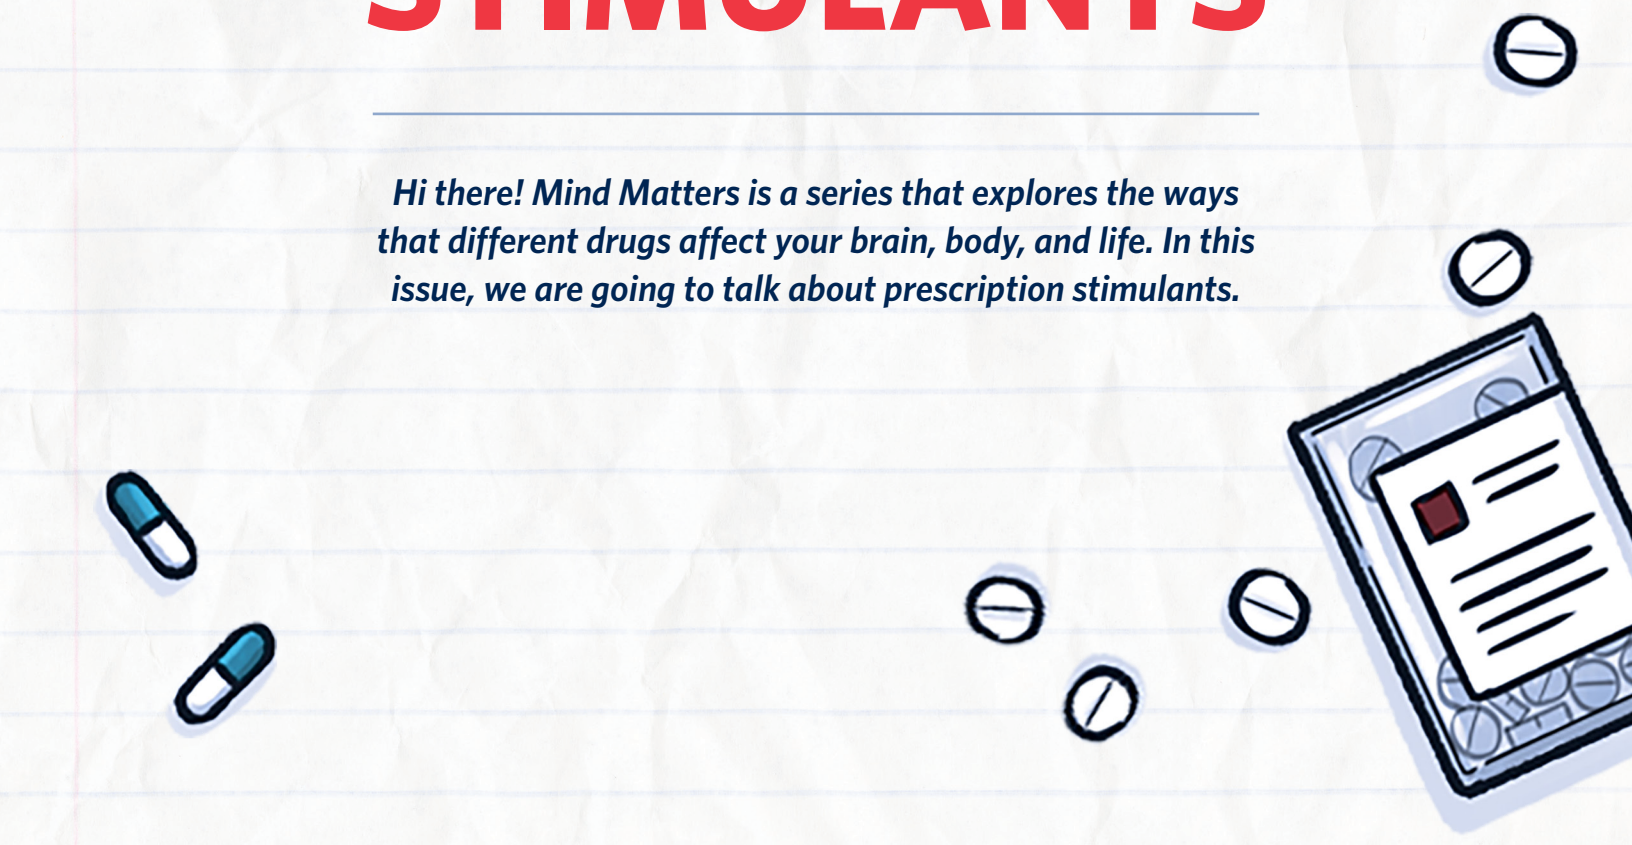 STIMULANTS
Hi there! Mind Matters is a series that explores the ways
that different drugs affect your brain, body, and life. In this
issue, we are going to talk about prescription stimulants.